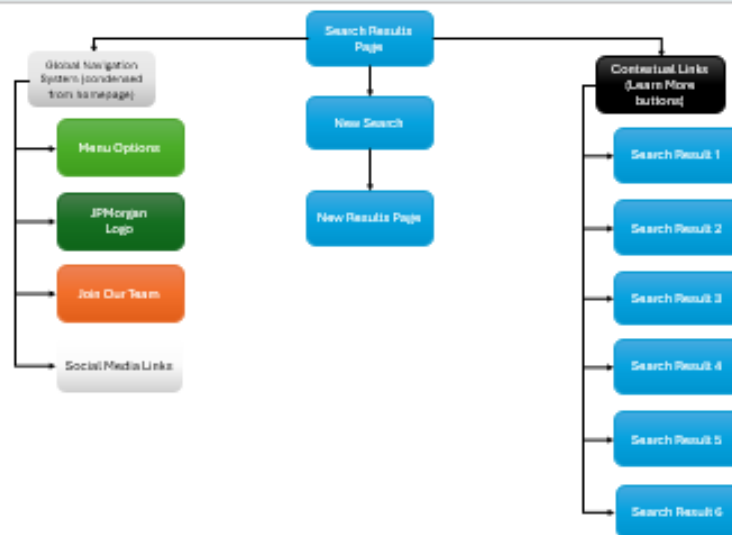 Search Results
Page
Global Navigation
System (condensed
from homepage)
Menu Options
JPMorgan
Logo
Join Our Team
Social Media Links
New Search
New Results Page
Contextual Links
(Learn More
buttons)
Search Result 1
Search Result 2
Search Result 3
Search Result 4
Search Result 5
Search Result 6